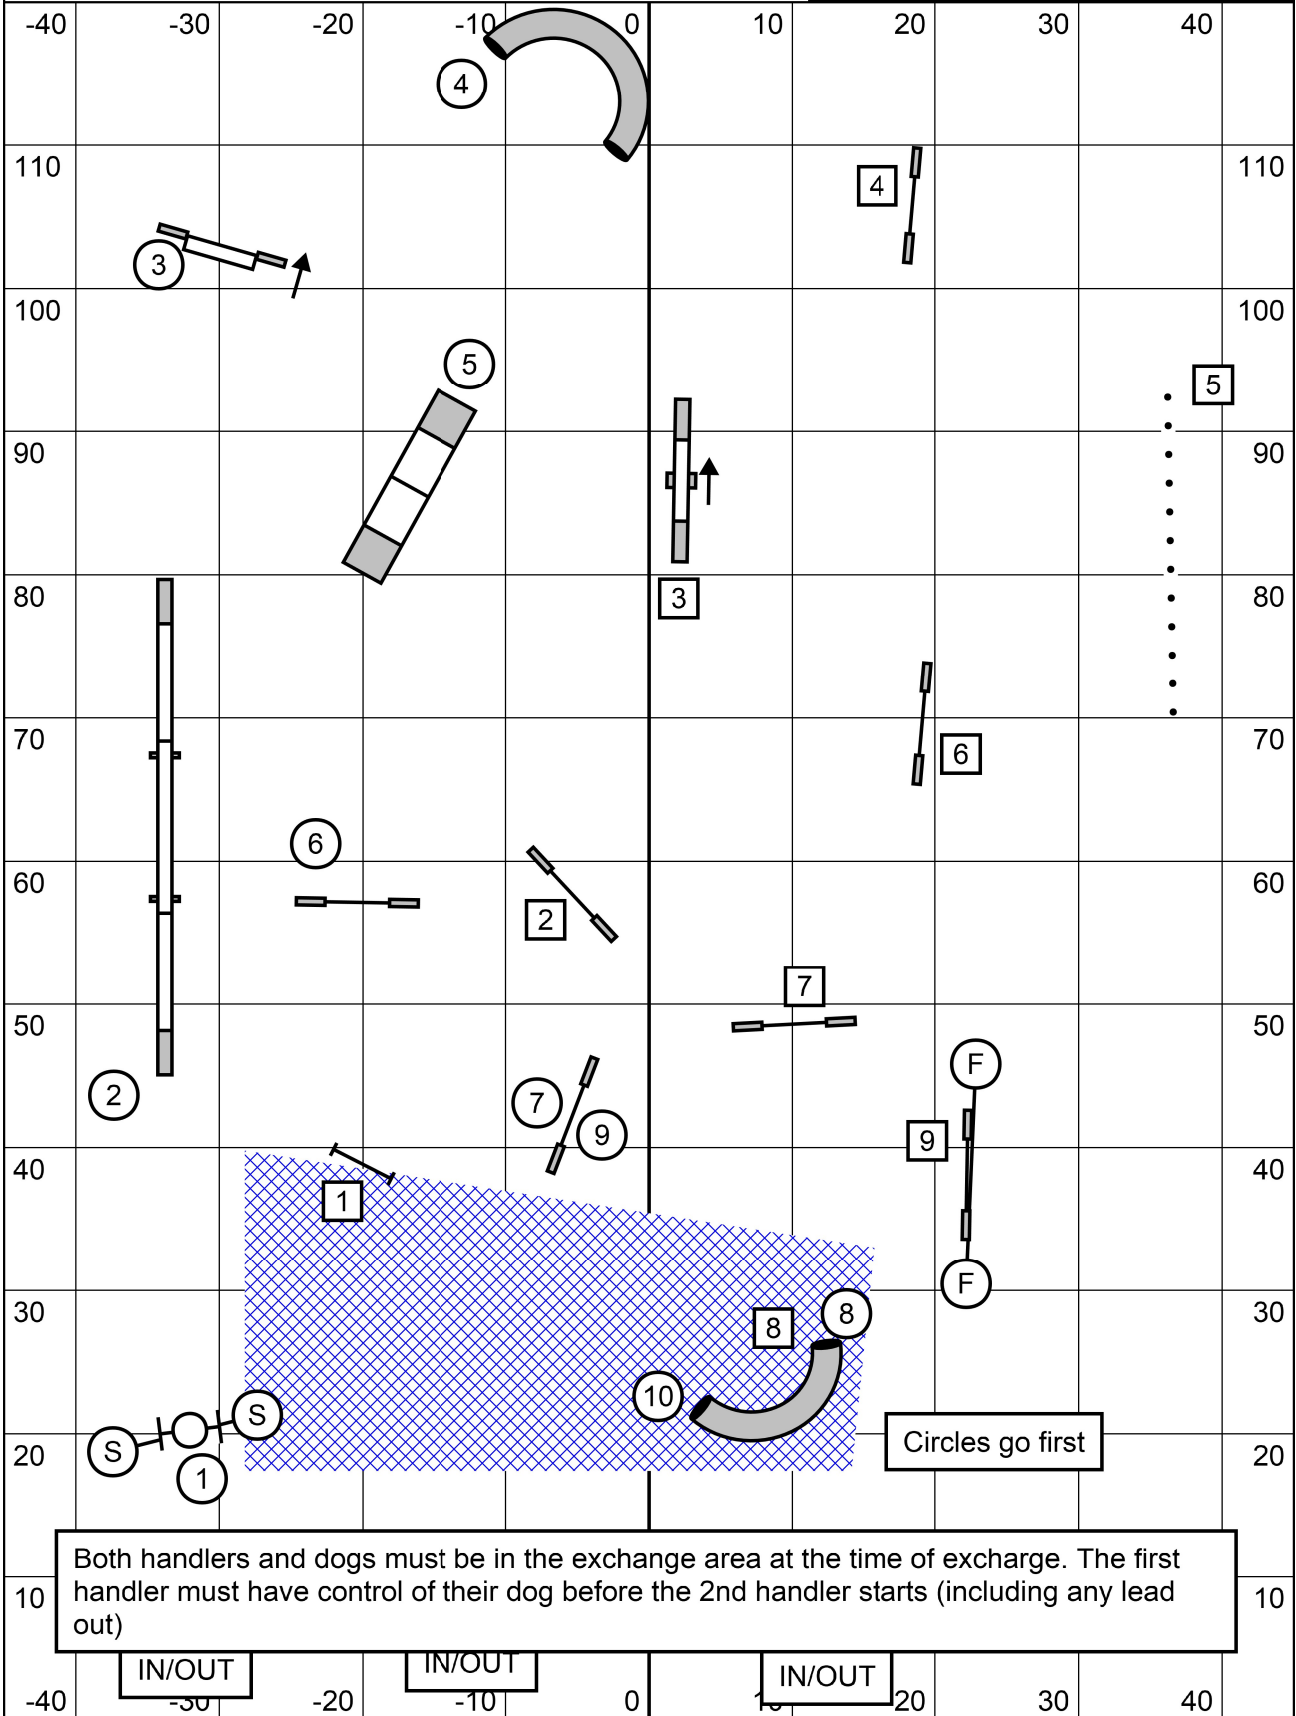 -40 -30 -20 -10 0 10 20 30 40
4
110 4 110
3
100 100
5 5
90 90
80 3 80
70 6 70
6
60 2 60
7
50 50
F
2 7 9 9
40 40
1
F
30 8 8 30
10
S S Circles go first
20 1 20
Both handlers and dogs must be in the exchange area at the time of excharge. The first
10 handler must have control of their dog before the 2nd handler starts (including any lead 10
out)
IN/OUT IN/OUT IN/OUT
-40 -30 -20 -10 0 20 30 40